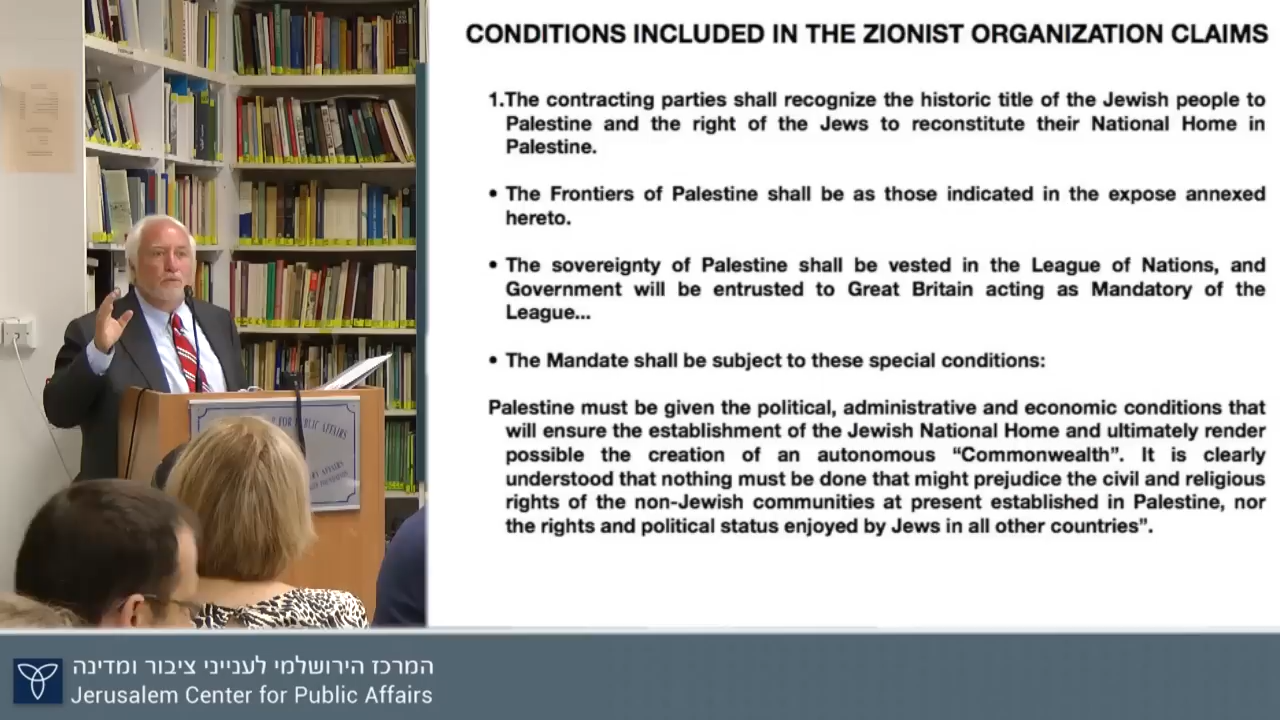 CONDITIONS INCLUDED IN THE ZIONIST ORGANIZATION CLAIMS
1.The contracting parties shall recognize the historic title of the Jewish people to
Palestine and the right of the Jews to reconstitute their National Home in
Palestine.
• The Frontiers of Palestine shall be as those indicated in the expose annexed
hereto.
• The sovereignty of Palestine shall be vested in the League of Nations, and
Government will be entrusted to Great Britain acting as Mandatory of the
League...
• The Mandate shall be subject to these special conditions:
Palestine must be given the political, administrative and economic conditions that
will ensure the establishment of the Jewish National Home and ultimately render
possible the creation of an autonomous “Commonwealth”. It is clearly
understood that nothing must be done that might prejudice the civil and religious
rights of the non-Jewish communities at present established in Palestine, nor
the rights and political status enjoyed by Jews in all other countries”.
FOR PUBLIC AFFAIRS
AFFAIRS
המרכז הירושלמי לענייני ציבור ומדינה
Jerusalem Center for Public Affairs